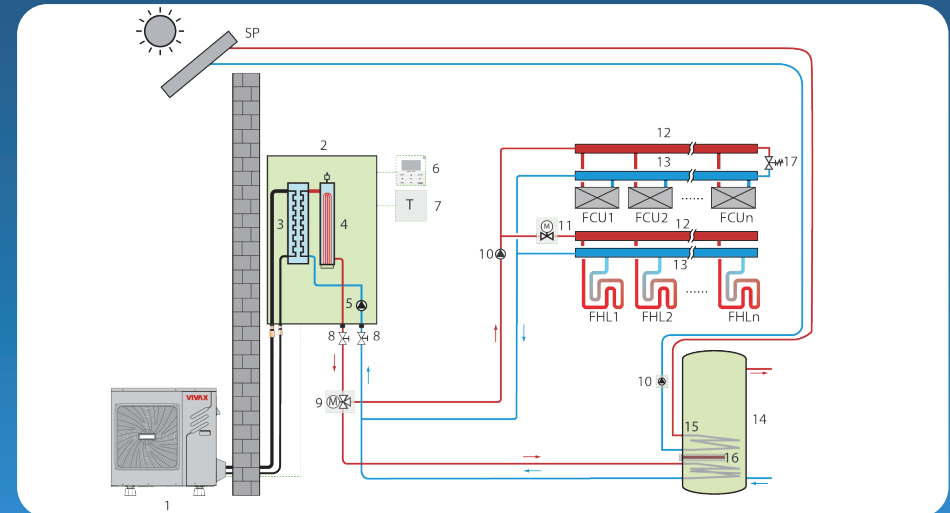 SP
2
12
6
13
17
T
7
3
4
FCU1
FCU2
......
FCUn
M
11
12
10
13
5
......
8
8
FHL1
FHL2
FHLn
10
VIVAX
9
M
14
15
16
1